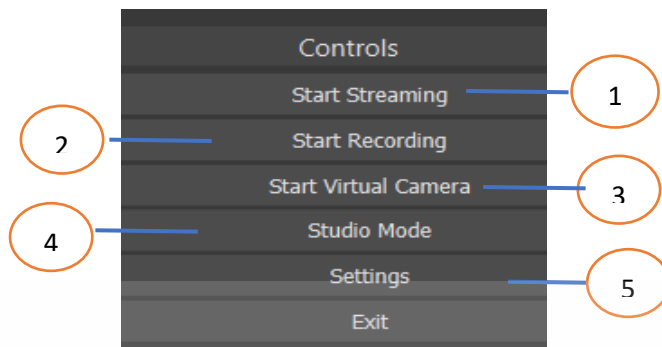 Controls
Start Streaming
1
Start Recording
2
Start Virtual Camera
3
Studio Mode
4
Settings
5
Exit